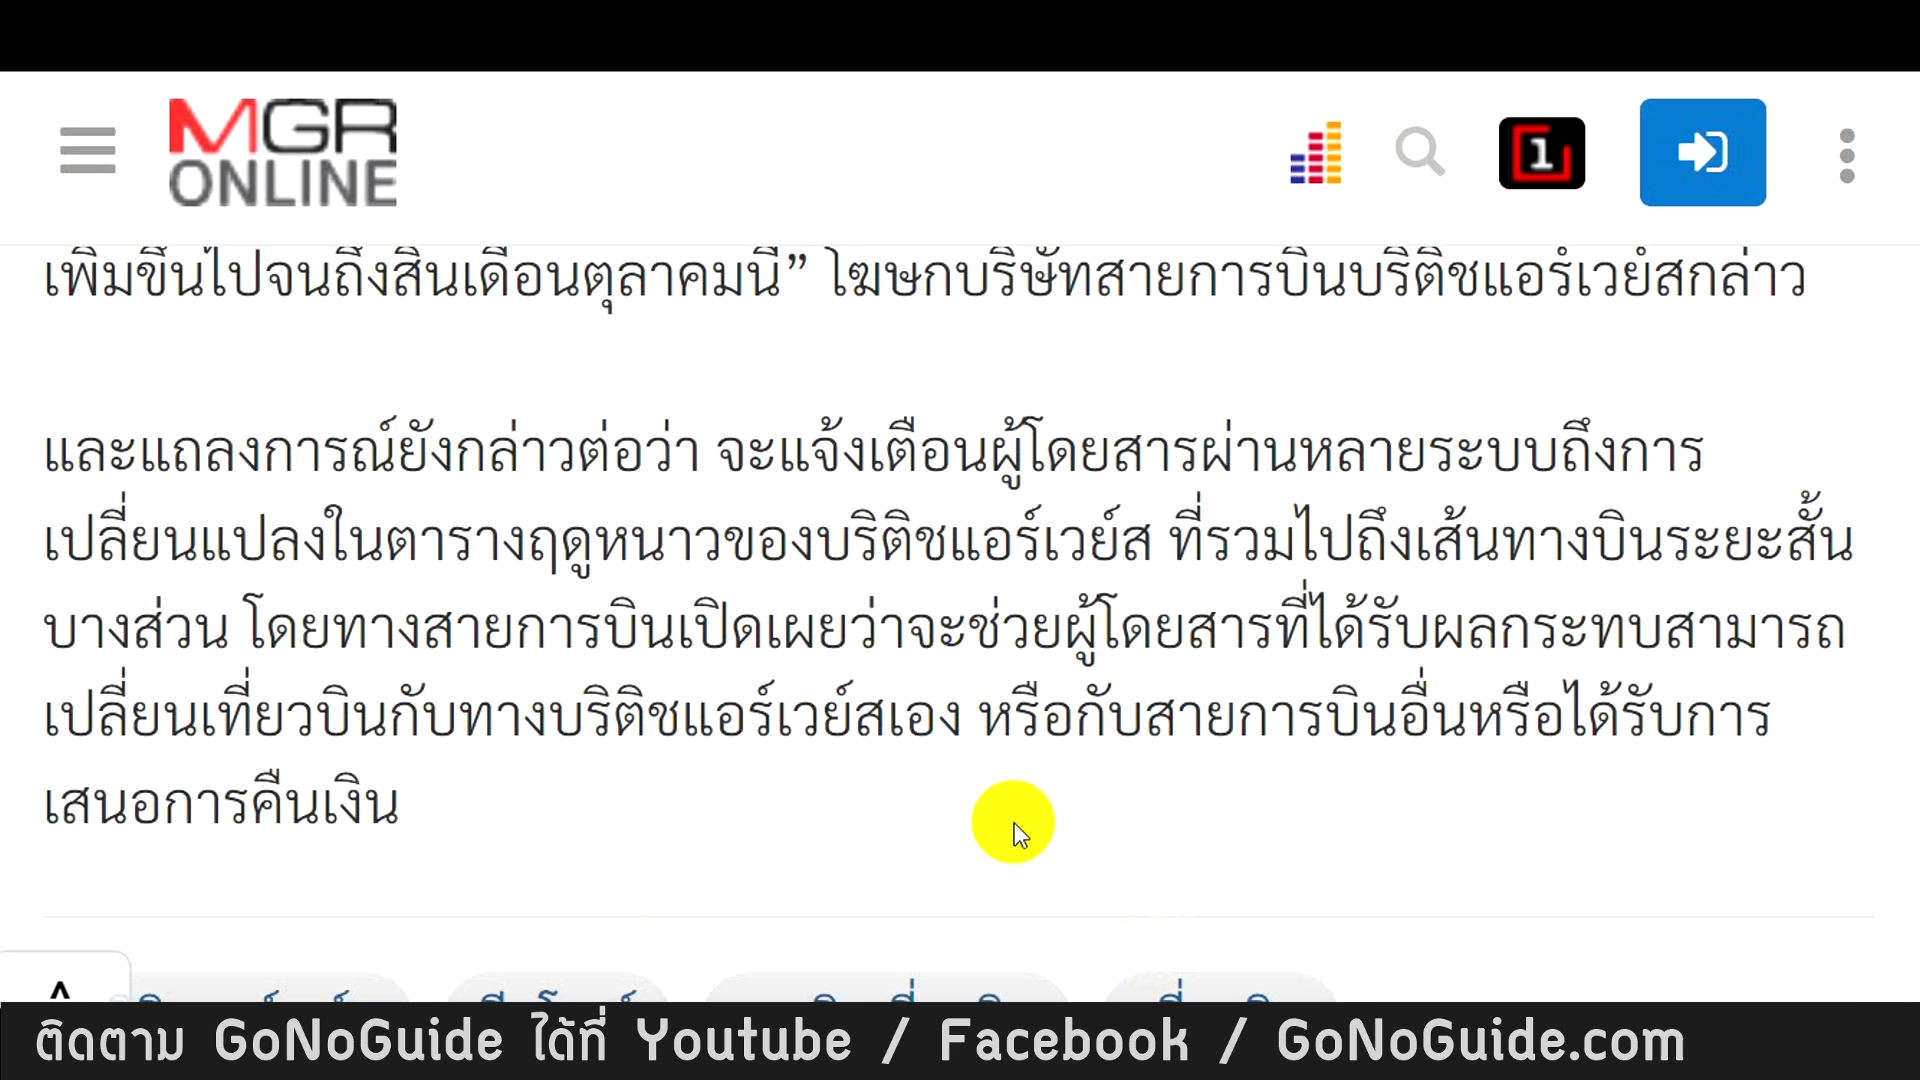 MGR
ONLINE
1
เพิ่มขึ้นไปจนถึงสิ้นเดือนตุลาคมนี้” โฆษกบริษัทสายการบินบริติชแอร์เวย์สกล่าว
และแถลงการณ์ยังกล่าวต่อว่า จะแจ้งเตือนผู้โดยสารผ่านหลายระบบถึงการ
เปลี่ยนแปลงในตารางฤดูหนาวของบริติชแอร์เวย์ส ที่รวมไปถึงเส้นทางบินระยะสั้น
บางส่วน โดยทางสายการบินเปิดเผยว่าจะช่วยผู้โดยสารที่ได้รับผลกระทบสามารถ
เปลี่ยนเที่ยวบินกับทางบริติชแอร์เวย์สเอง หรือกับสายการบินอื่นหรือได้รับการ
เสนอการคืนเงิน
ติดตาม GoNoGuide ได้ที่ Youtube / Facebook / GoNoGuide.com